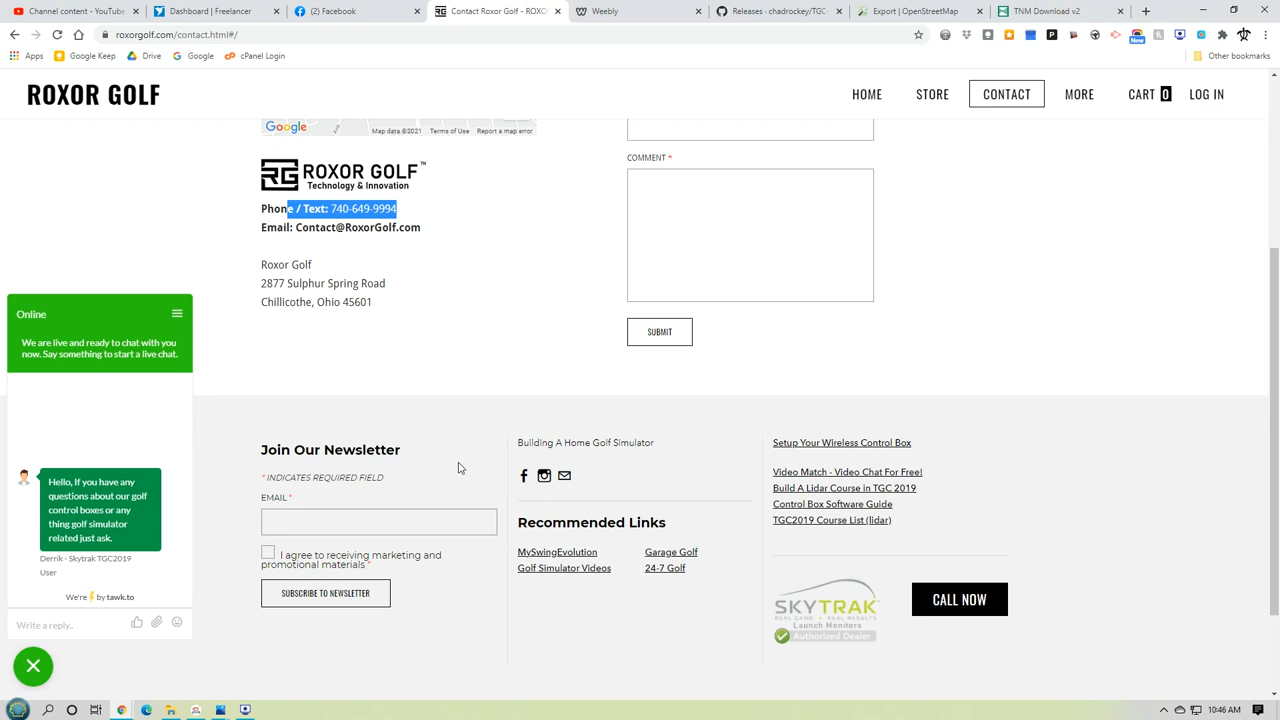 Content - YouTube
Dashboard | Freelancer
(2) Facebook
Contact Roxor Golf - ROXO
Weebly
Releases · chadrockey/TGC-
Export | OpenStreetMap
TNM Download v2
roxorgolf.com/contact.html#/
New
Apps
Google Keep
Drive
Google
cPanel Login
Other bookmarks
ROXOR GOLF
HOME
STORE
CONTACT
MORE
CART 0
LOG IN
Google
Map data ©2021
Terms of Use
Report a map error
COMMENT *
RG ROXOR GOLF™
Technology & Innovation
Phone / Text: 740-649-9994
Email: Contact@RoxorGolf.com
Roxor Golf
2877 Sulphur Spring Road
Chillicothe, Ohio 45601
SUBMIT
Online
We are live and ready to chat with you
now. Say something to start a live chat.
Hello, If you have any
questions about our golf
control boxes or any
thing golf simulator
related just ask.
Derrik - Skytrak TGC2019
User
We're by tawk.to
Write a reply..
Join Our Newsletter
* INDICATES REQUIRED FIELD
EMAIL *
I agree to receiving marketing and
promotional materials *
SUBSCRIBE TO NEWSLETTER
Building A Home Golf Simulator
Recommended Links
MySwingEvolution
Garage Golf
Golf Simulator Videos
24-7 Golf
Setup Your Wireless Control Box
Video Match - Video Chat For Free!
Build A Lidar Course in TGC 2019
Control Box Software Guide
TGC2019 Course List (lidar)
SKYTRAK
REAL GAME • REAL RESULTS
Launch Monitors
Authorized Dealer
CALL NOW
10:46 AM